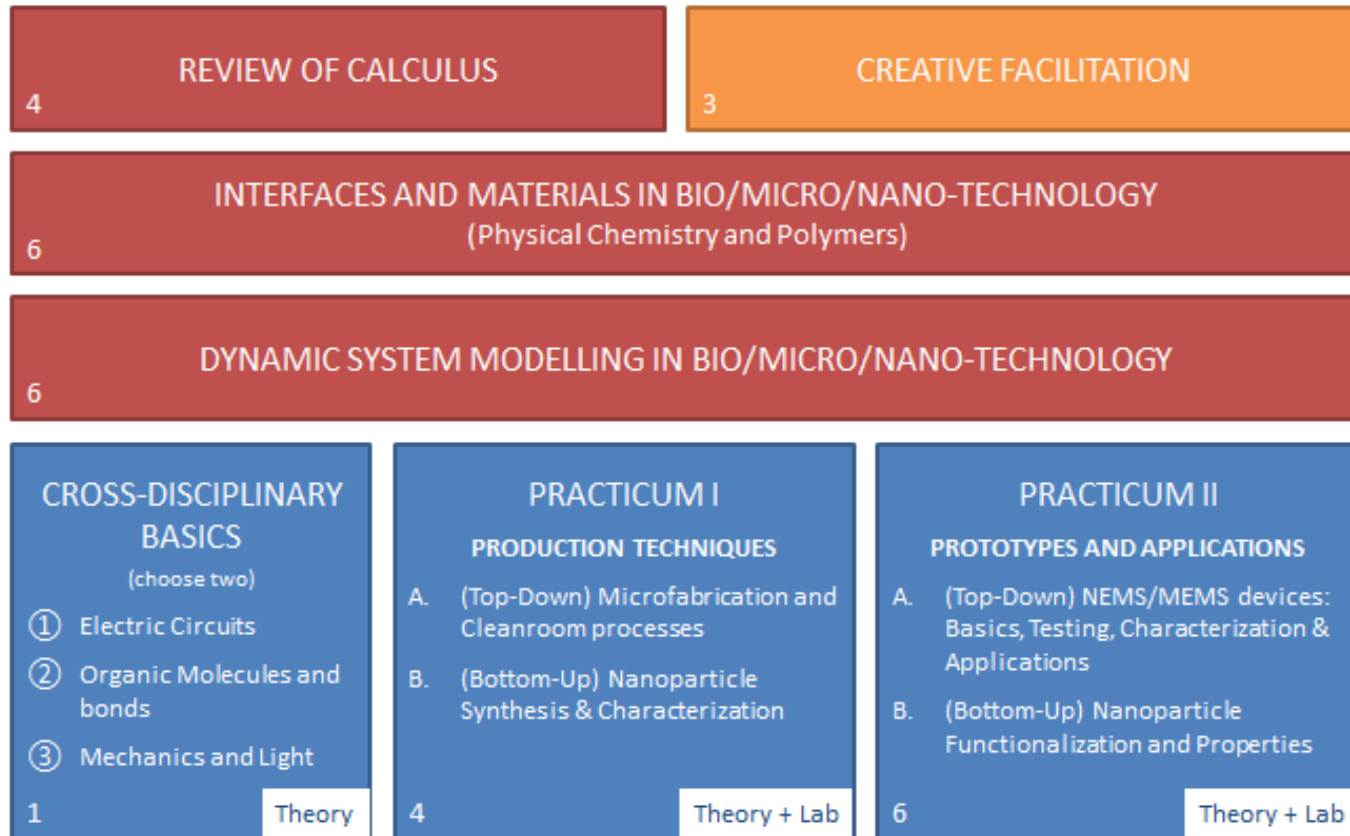 REVIEW OF CALCULUS
4
CREATIVE FACILITATION
3
INTERFACES AND MATERIALS IN BIO/MICRO/NANO-TECHNOLOGY
(Physical Chemistry and Polymers)
6
DYNAMIC SYSTEM MODELLING IN BIO/MICRO/NANO-TECHNOLOGY
6
CROSS-DISCIPLINARY
BASICS
(choose two)
① Electric Circuits
② Organic Molecules and
bonds
③ Mechanics and Light
1
Theory
PRACTICUM I
PRODUCTION TECHNIQUES
A. (Top-Down) Microfabrication and
Cleanroom processes
B. (Bottom-Up) Nanoparticle
Synthesis & Characterization
4
Theory + Lab
PRACTICUM II
PROTOTYPES AND APPLICATIONS
A. (Top-Down) NEMS/MEMS devices:
Basics, Testing, Characterization &
Applications
B. (Bottom-Up) Nanoparticle
Functionalization and Properties
6
Theory + Lab